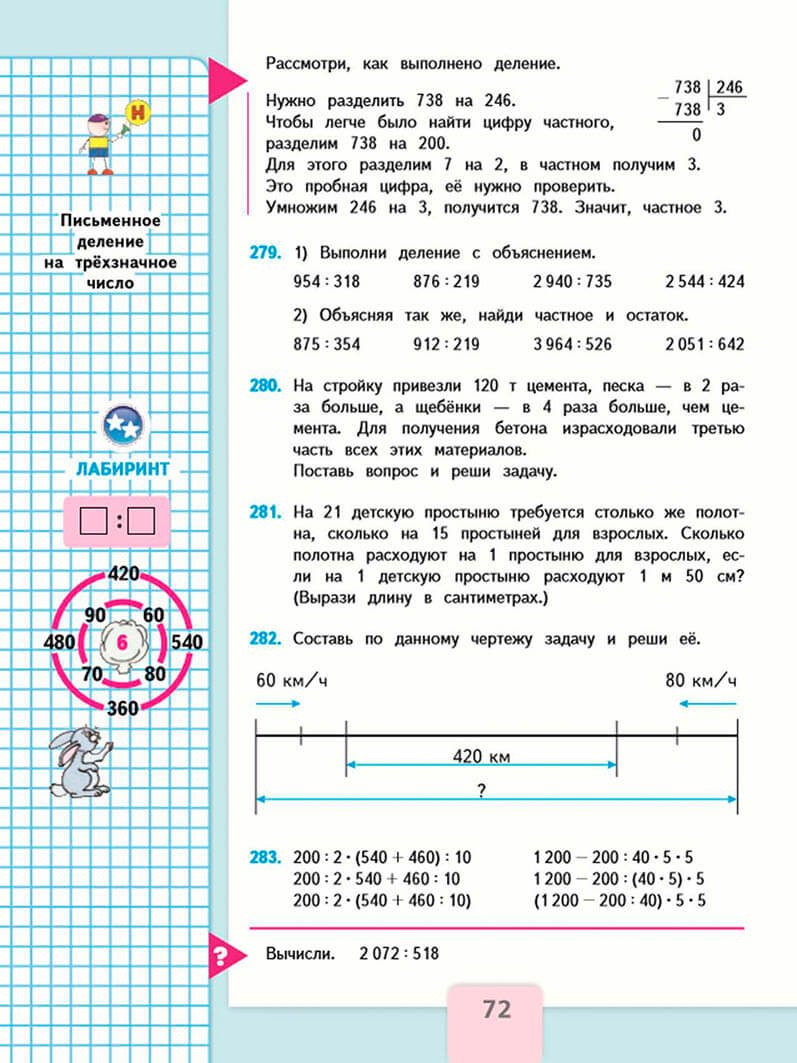 Рассмотри, как выполнено деление.
Нужно разделить 738 на 246.
Чтобы легче было найти цифру частного,
разделим 738 на 200.
Для этого разделим 7 на 2, в частном получим 3.
Это пробная цифра, её нужно проверить.
Умножим 246 на 3, получится 738. Значит, частное 3.
738 246
– 738 3
0
Н
Письменное
деление
на трёхзначное
число
279. 1) Выполни деление с объяснением.
954 : 318 876 : 219 2 940 : 735 2 544 : 424
2) Объясняя так же, найди частное и остаток.
875 : 354 912 : 219 3 964 : 526 2 051 : 642
280. На стройку привезли 120 т цемента, песка — в 2 ра-
за больше, а щебёнки — в 4 раза больше, чем це-
мента. Для получения бетона израсходовали третью
часть всех этих материалов.
Поставь вопрос и реши задачу.
ЛАБИРИНТ
:
420
90 60
480 6 540
70 80
360
281. На 21 детскую простыню требуется столько же полот-
на, сколько на 15 простыней для взрослых. Сколько
полотна расходуют на 1 простыню для взрослых, ес-
ли на 1 детскую простыню расходуют 1 м 50 см?
(Вырази длину в сантиметрах.)
282. Составь по данному чертежу задачу и реши её.
60 км/ч 80 км/ч
420 км
?
283. 200 : 2 · (540 + 460) : 10 1 200 – 200 : 40 · 5 · 5
200 : 2 · 540 + 460 : 10 1 200 – 200 : (40 · 5) · 5
200 : 2 · (540 + 460 : 10) (1 200 – 200 : 40) · 5 · 5
? Вычисли. 2 072 : 518
72